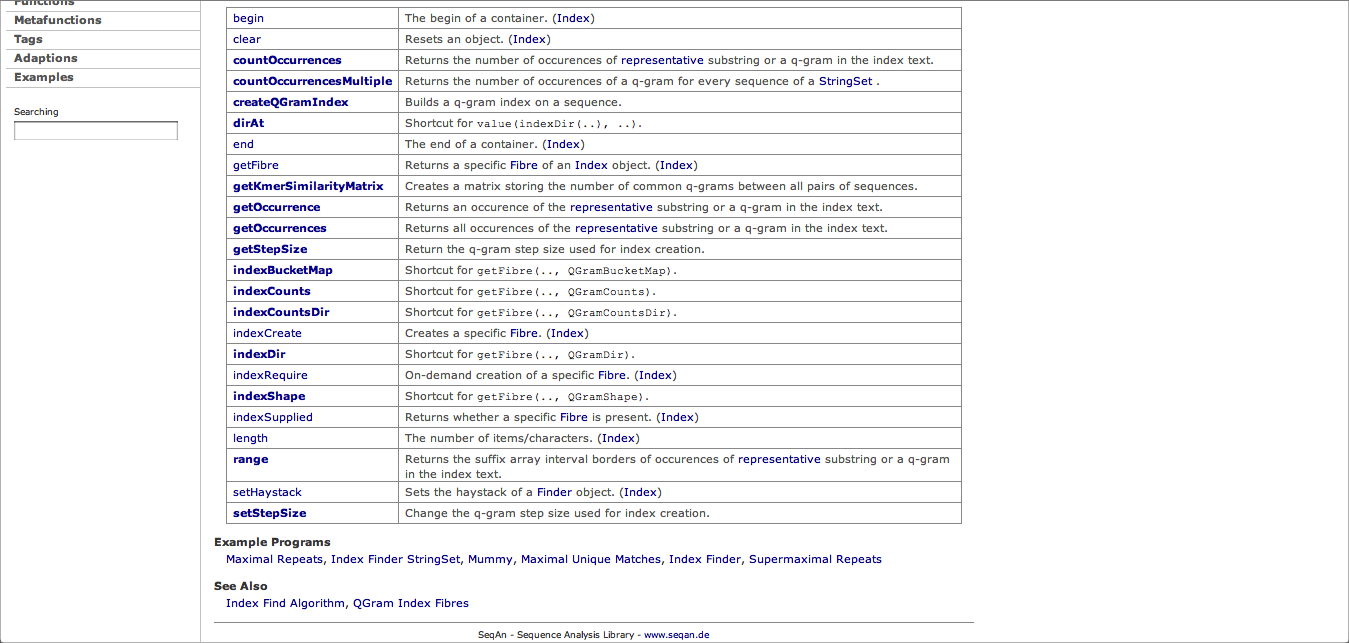 Functions
Metafunctions
Tags
Adaptions
Examples
Searching
begin The begin of a container. (Index)
clear Resets an object. (Index)
countOccurrences Returns the number of occurences of representative substring or a q-gram in the index text.
countOccurrencesMultiple Returns the number of occurences of a q-gram for every sequence of a StringSet .
createQGramIndex Builds a q-gram index on a sequence.
dirAt Shortcut for value(indexDir(..), ..).
end The end of a container. (Index)
getFibre Returns a specific Fibre of an Index object. (Index)
getKmerSimilarityMatrix Creates a matrix storing the number of common q-grams between all pairs of sequences.
getOccurrence Returns an occurence of the representative substring or a q-gram in the index text.
getOccurrences Returns all occurences of the representative substring or a q-gram in the index text.
getStepSize Return the q-gram step size used for index creation.
indexBucketMap Shortcut for getFibre(.., QGramBucketMap).
indexCounts Shortcut for getFibre(.., QGramCounts).
indexCountsDir Shortcut for getFibre(.., QGramCountsDir).
indexCreate Creates a specific Fibre. (Index)
indexDir Shortcut for getFibre(.., QGramDir).
indexRequire On-demand creation of a specific Fibre. (Index)
indexShape Shortcut for getFibre(.., QGramShape).
indexSupplied Returns whether a specific Fibre is present. (Index)
length The number of items/characters. (Index)
range Returns the suffix array interval borders of occurences of representative substring or a q-gram
in the index text.
setHaystack Sets the haystack of a Finder object. (Index)
setStepSize Change the q-gram step size used for index creation.
Example Programs
Maximal Repeats, Index Finder StringSet, Mummy, Maximal Unique Matches, Index Finder, Supermaximal Repeats
See Also
Index Find Algorithm, QGram Index Fibres
SeqAn - Sequence Analysis Library - www.seqan.de